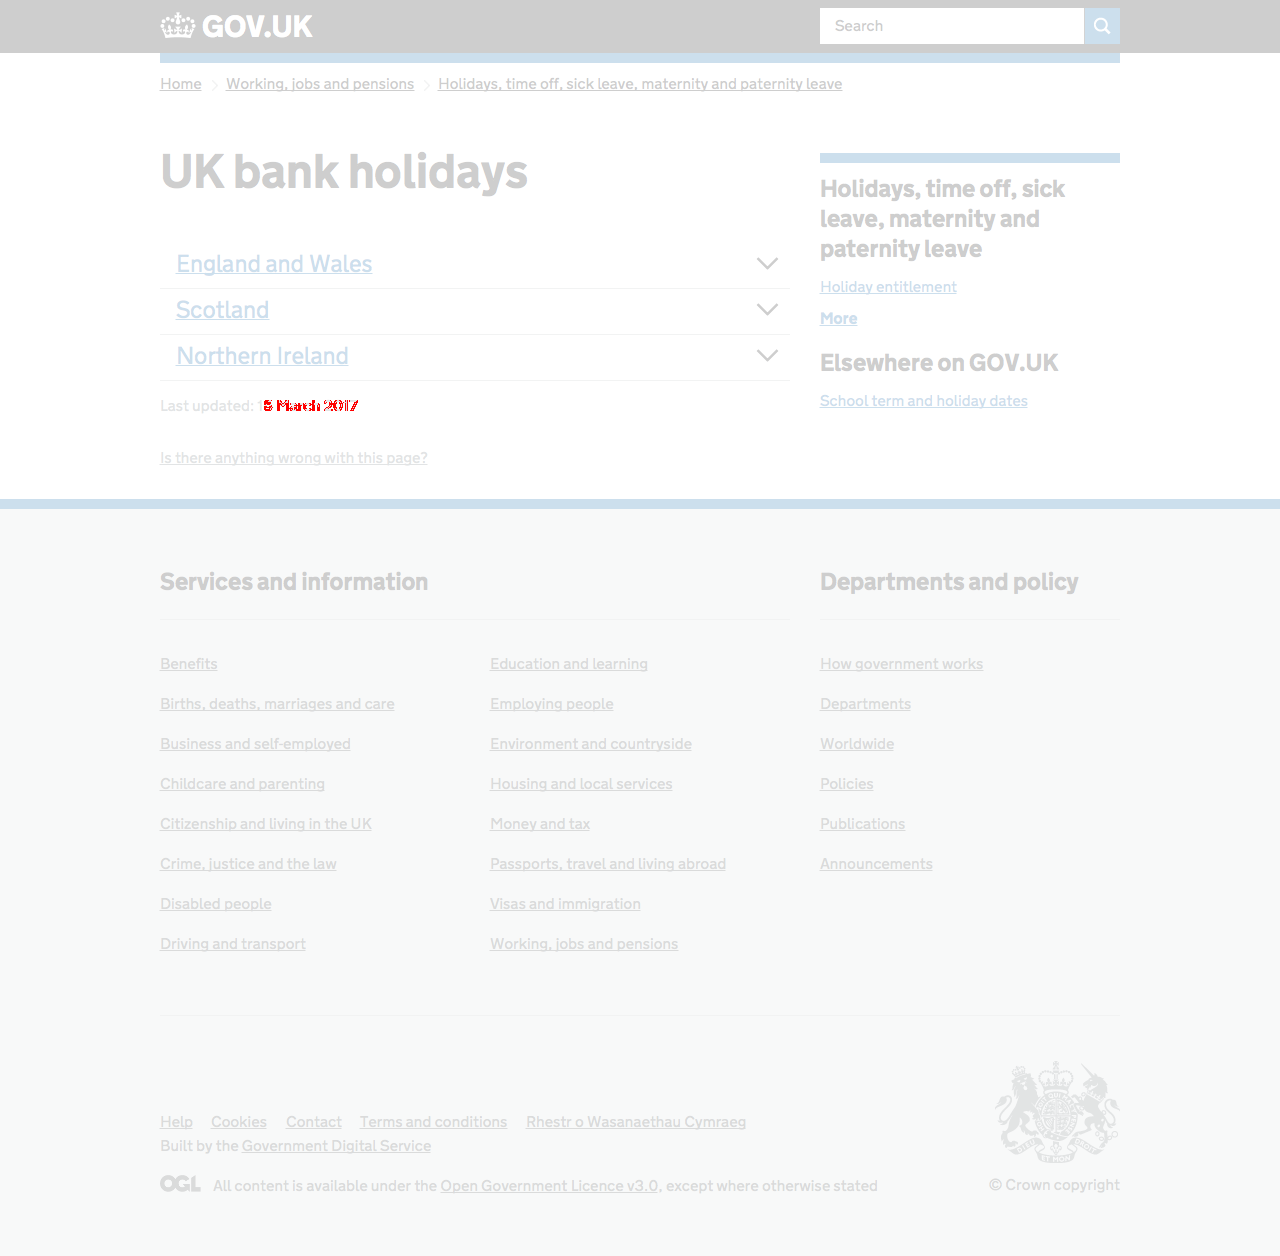 GOV.UK
Search
Home
Working, jobs and pensions
Holidays, time off, sick leave, maternity and paternity leave
UK bank holidays
England and Wales
Scotland
Northern Ireland
Last updated: March 2017
Is there anything wrong with this page?
Holidays, time off, sick
leave, maternity and
paternity leave
Holiday entitlement
More
Elsewhere on GOV.UK
School term and holiday dates
Services and information
Benefits
Births, deaths, marriages and care
Business and self-employed
Childcare and parenting
Citizenship and living in the UK
Crime, justice and the law
Disabled people
Driving and transport
Education and learning
Employing people
Environment and countryside
Housing and local services
Money and tax
Passports, travel and living abroad
Visas and immigration
Working, jobs and pensions
Departments and policy
How government works
Departments
Worldwide
Policies
Publications
Announcements
Help Cookies Contact Terms and conditions Rhestr o Wasanaethau Cymraeg
Built by the Government Digital Service
OGL All content is available under the Open Government Licence v3.0, except where otherwise stated
© Crown copyright